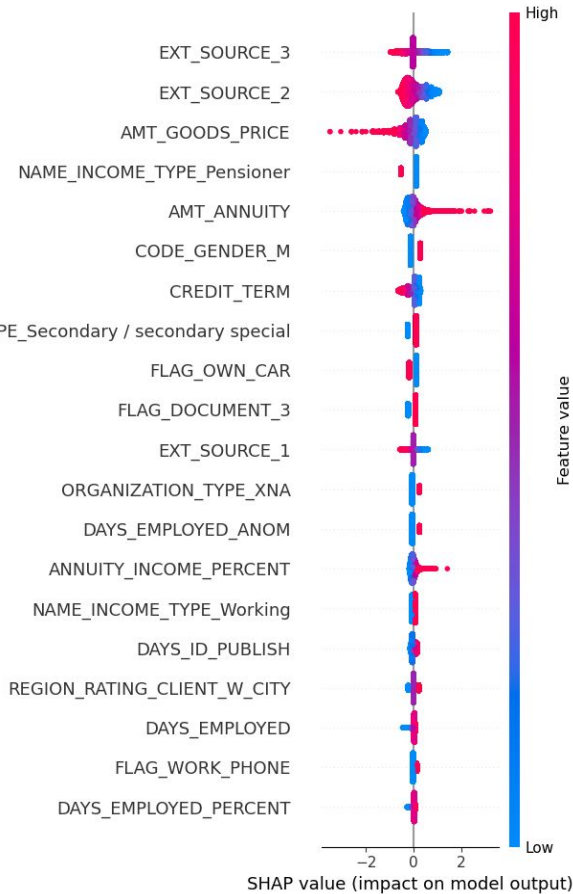 High
EXT_SOURCE_3
EXT_SOURCE_2
AMT_GOODS_PRICE
NAME_INCOME_TYPE_Pensioner
AMT_ANNUITY
CODE_GENDER_M
CREDIT_TERM
PE_Secondary / secondary special
FLAG_OWN_CAR
FLAG_DOCUMENT_3
EXT_SOURCE_1
ORGANIZATION_TYPE_XNA
DAYS_EMPLOYED_ANOM
ANNUITY_INCOME_PERCENT
NAME_INCOME_TYPE_Working
DAYS_ID_PUBLISH
REGION_RATING_CLIENT_W_CITY
DAYS_EMPLOYED
FLAG_WORK_PHONE
DAYS_EMPLOYED_PERCENT
Feature value
Low
−2 0 2
SHAP value (impact on model output)